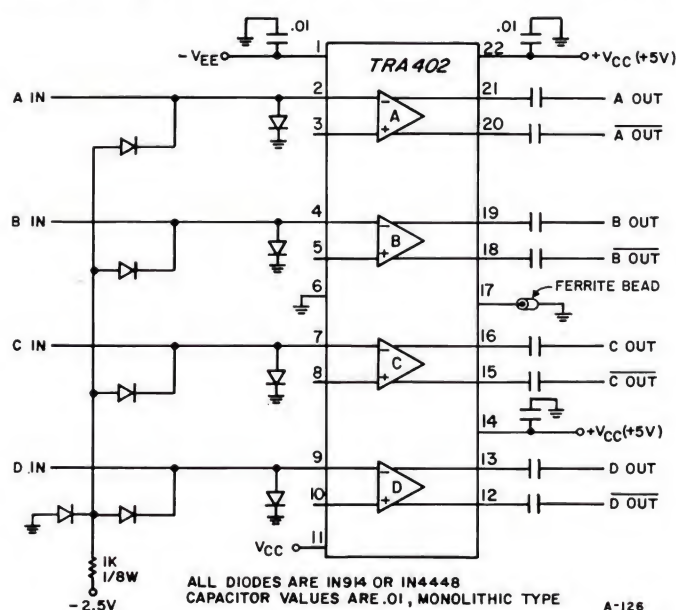 .01
.01
– VEE
1
22
+VCC (+5V)
TRA402
A IN
2
21
A OUT
A
3
20
A OUT
B IN
4
19
B OUT
B
5
18
B OUT
6
17
FERRITE BEAD
C IN
7
16
C OUT
C
8
15
C OUT
14
+VCC(+5V)
D IN
9
13
D OUT
D
10
12
D OUT
VCC
11
1K
1/8W
–2.5V
ALL DIODES ARE IN914 OR IN4448
CAPACITOR VALUES ARE .01, MONOLITHIC TYPE
A-126